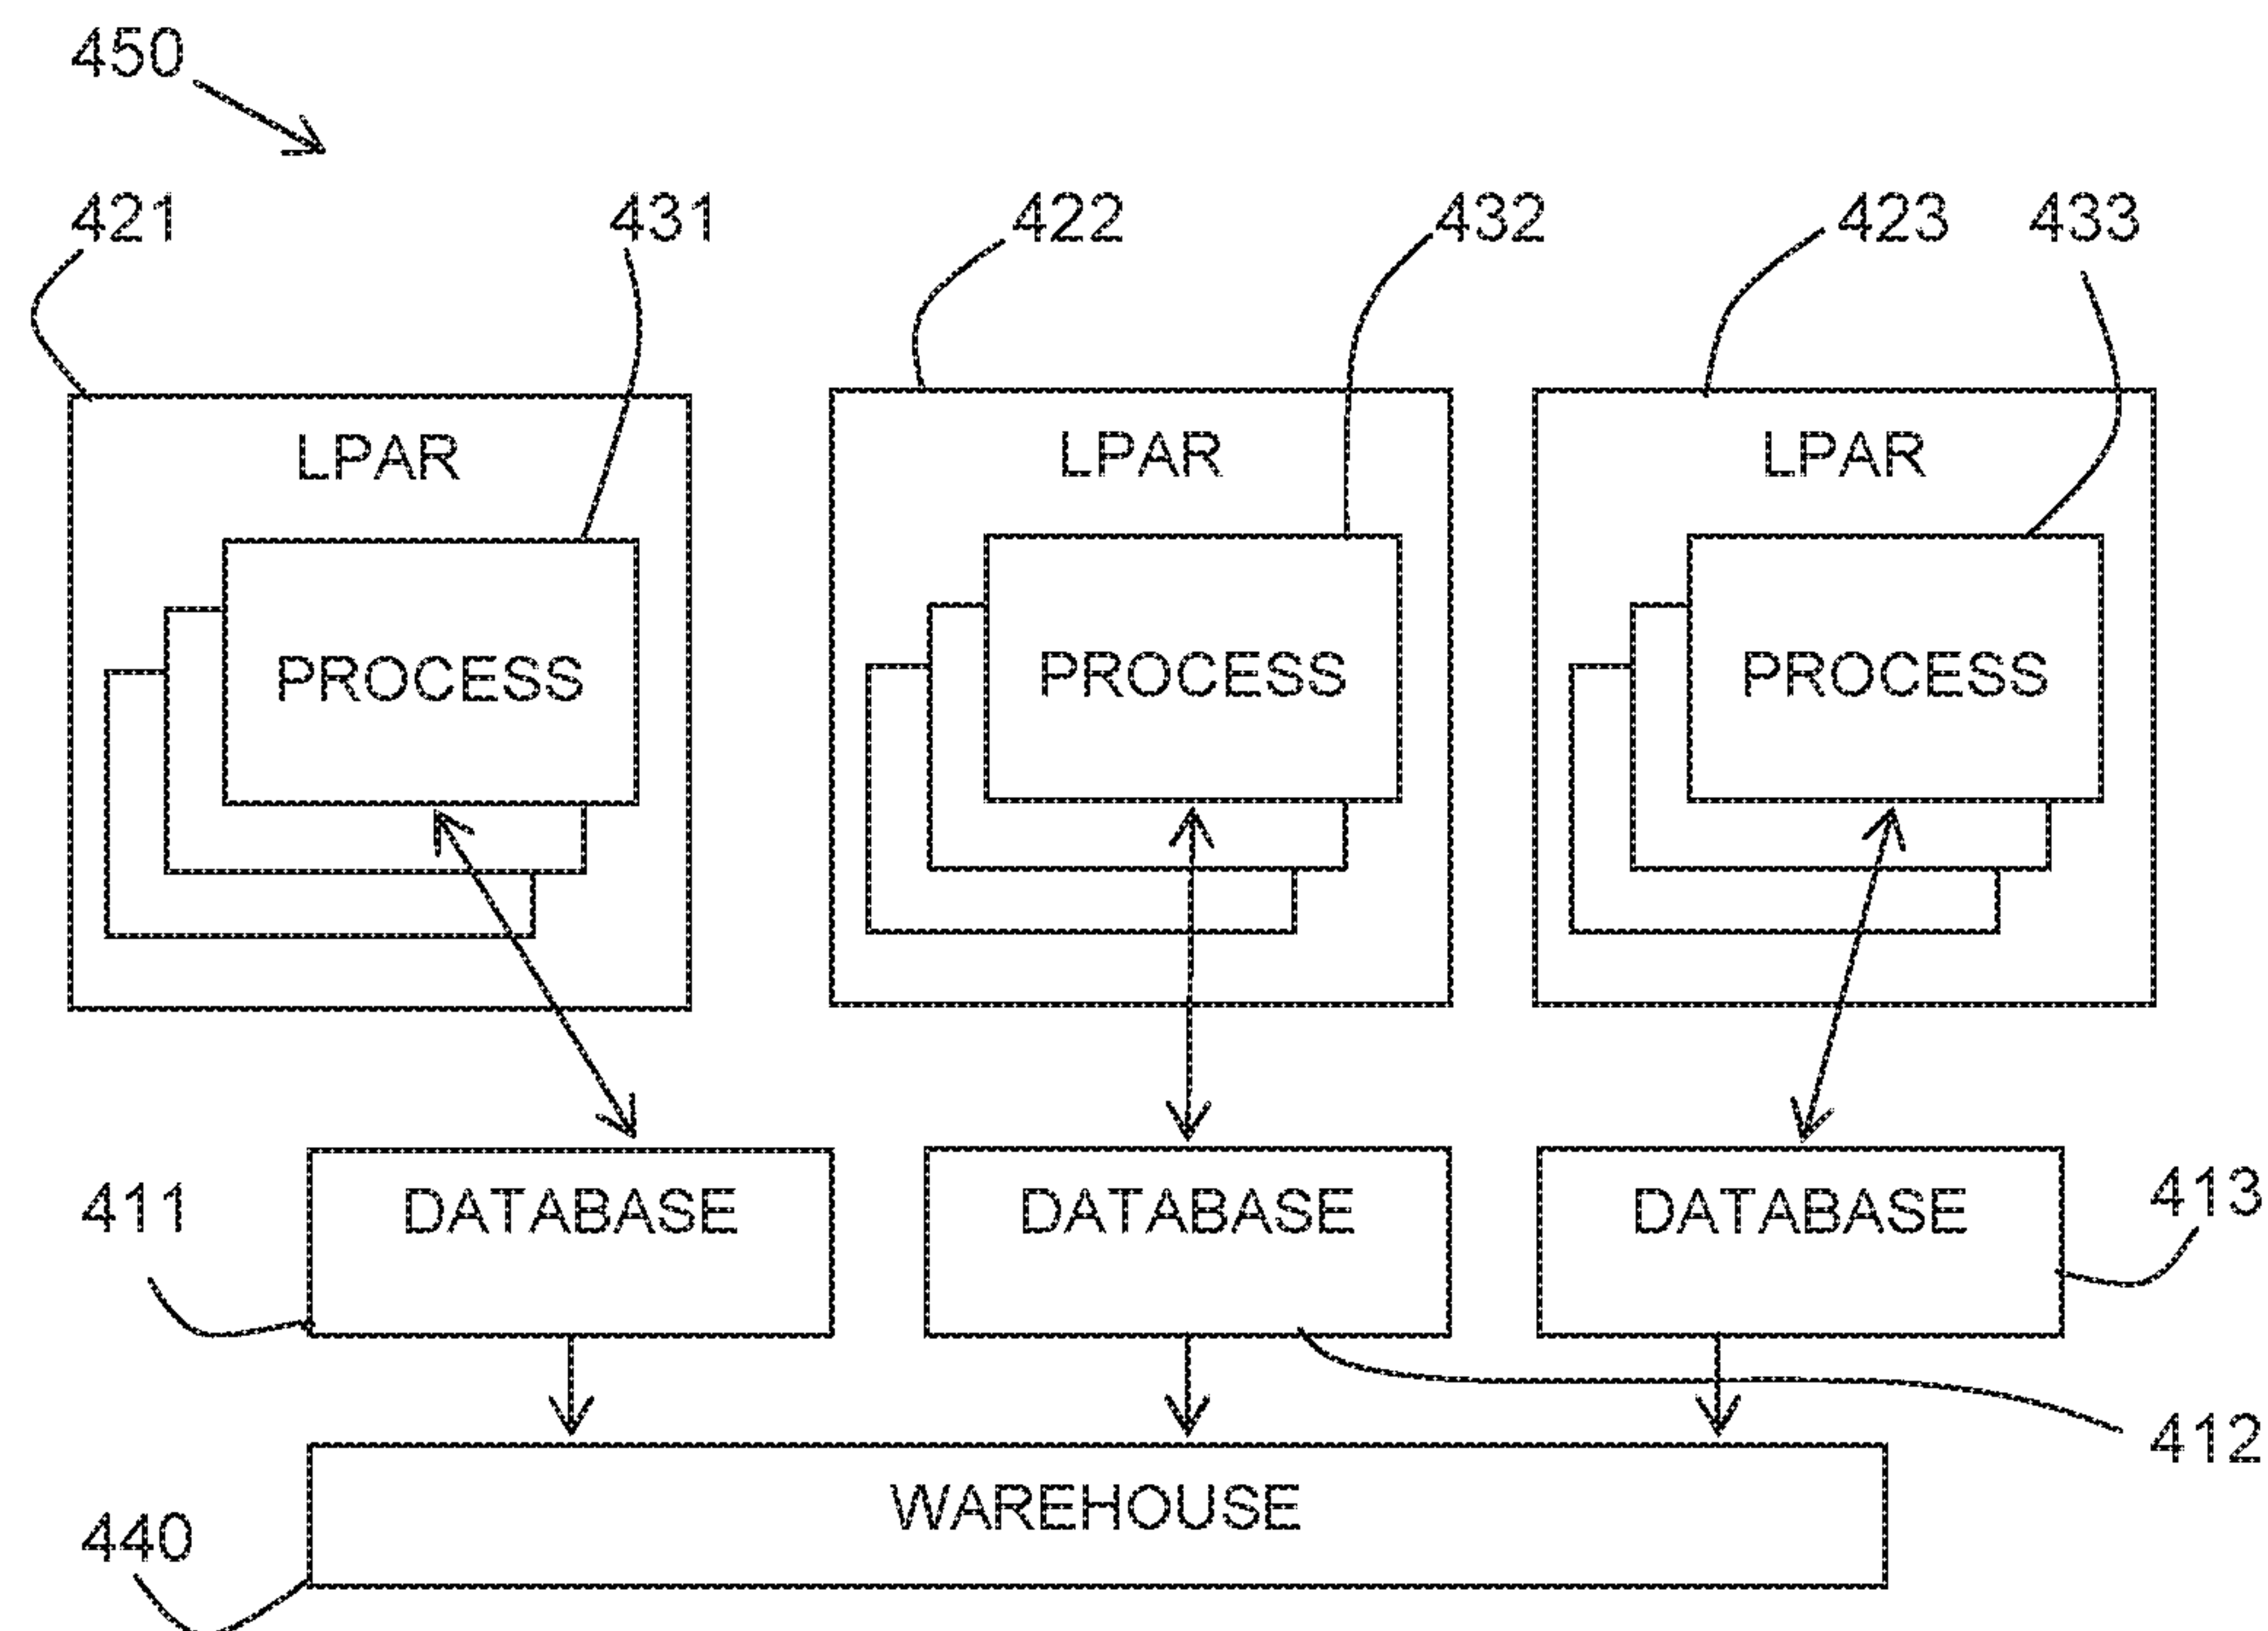 450
421 431 422 432 423 433
LPAR LPAR LPAR
PROCESS PROCESS PROCESS
411 DATABASE DATABASE DATABASE 413
412
WAREHOUSE
440